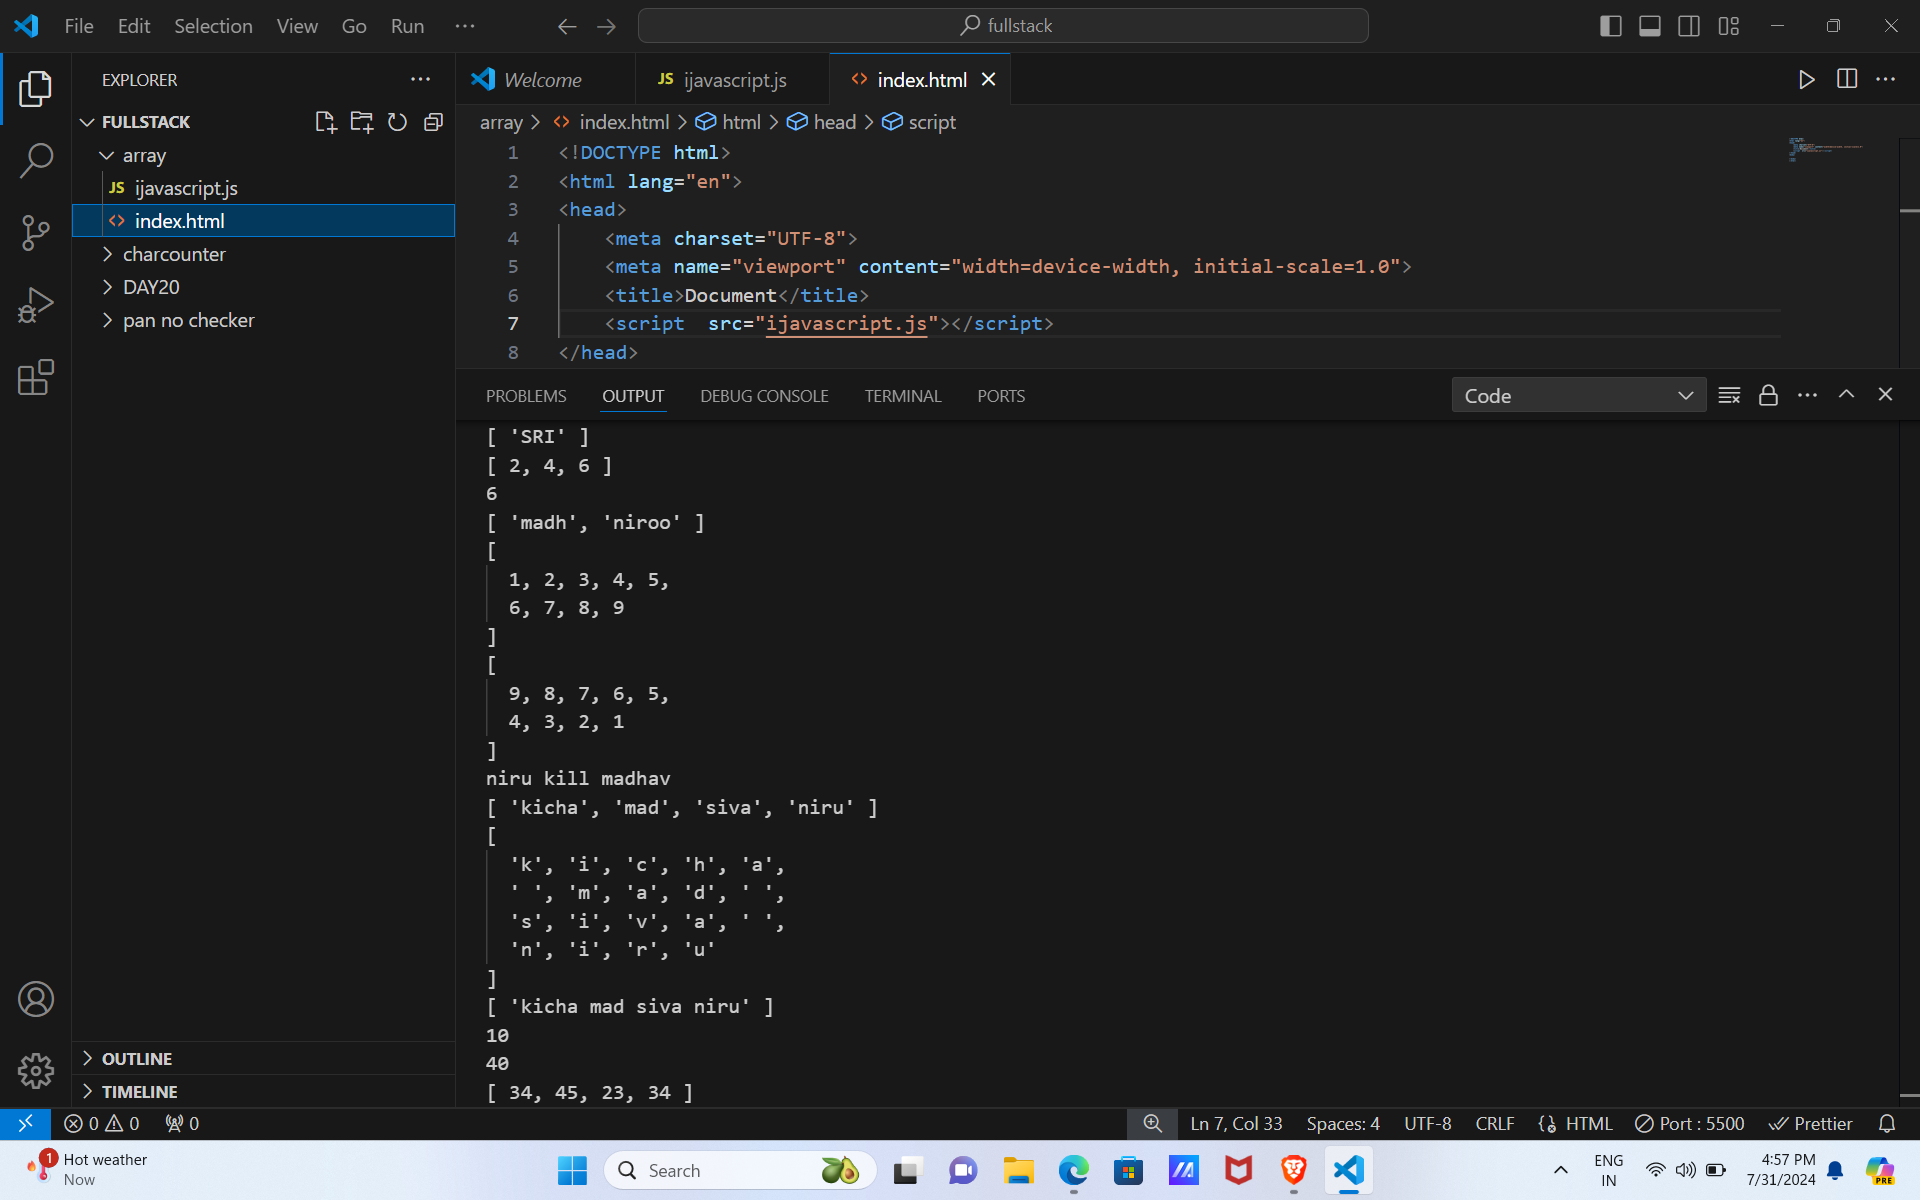 File Edit Selection View Go Run ... fullstack
EXPLORER ...
Welcome JS ijavascript.js <> index.html
FULLSTACK
array
JS ijavascript.js
<> index.html
charcounter
DAY20
pan no checker
OUTLINE
TIMELINE
array > <> index.html > html > head > script
1 <!DOCTYPE html>
2 <html lang="en">
3 <head>
4 <meta charset="UTF-8">
5 <meta name="viewport" content="width=device-width, initial-scale=1.0">
6 <title>Document</title>
7 <script  src="ijavascript.js"></script>
8 </head>
PROBLEMS OUTPUT DEBUG CONSOLE TERMINAL PORTS Code
[ 'SRI' ]
[ 2, 4, 6 ]
6
[ 'madh', 'niroo' ]
[
1, 2, 3, 4, 5,
6, 7, 8, 9
]
[
9, 8, 7, 6, 5,
4, 3, 2, 1
]
niru kill madhav
[ 'kicha', 'mad', 'siva', 'niru' ]
[
'k', 'i', 'c', 'h', 'a',
' ', 'm', 'a', 'd', ' ',
's', 'i', 'v', 'a', ' ',
'n', 'i', 'r', 'u'
]
[ 'kicha mad siva niru' ]
10
40
[ 34, 45, 23, 34 ]
0 0 0 Ln 7, Col 33 Spaces: 4 UTF-8 CRLF HTML Port : 5500 Prettier
1 Hot weather
Now
Search
PRE
ENG
IN
4:57 PM
7/31/2024